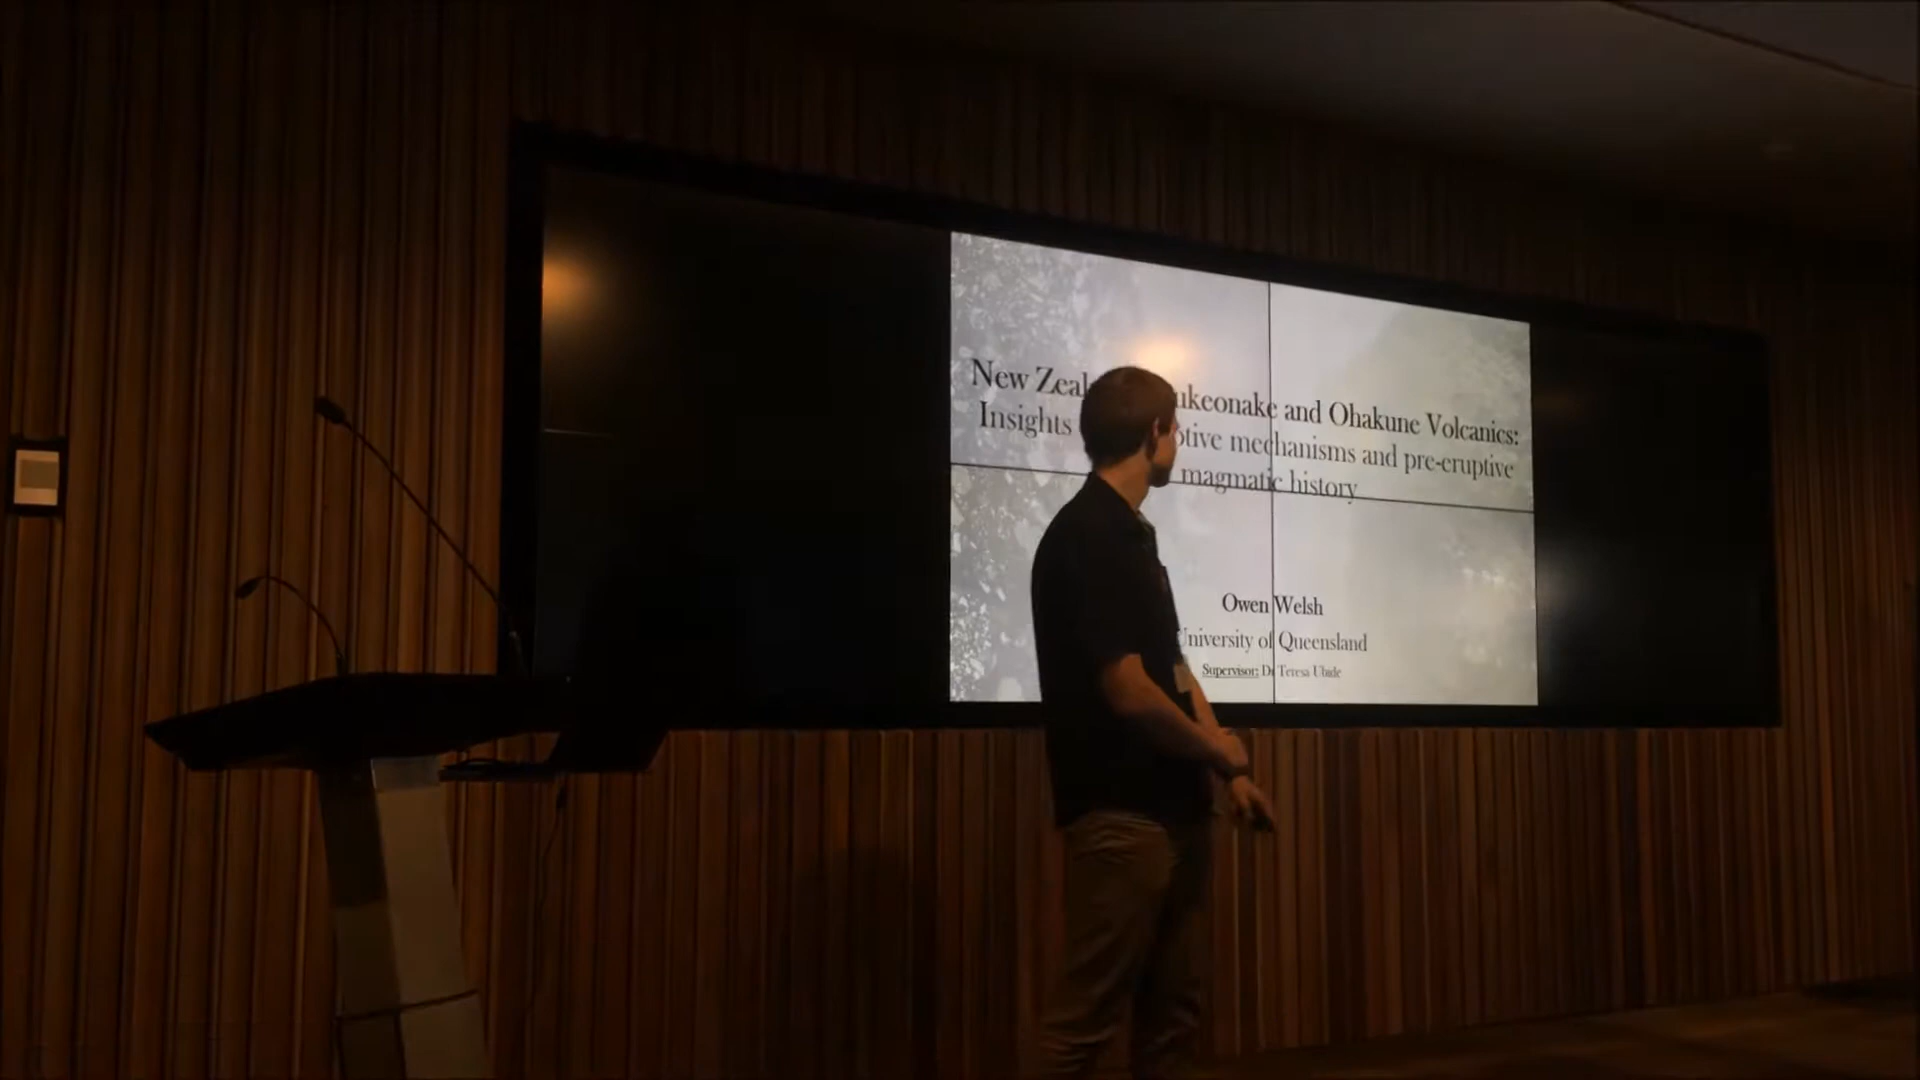 New Zeal ukeonake and Ohakune Volcanics:
Insights ptive mechanisms and pre-eruptive
magmatic history
Owen Welsh
University of Queensland
Supervisor: Dr Teresa Ubide